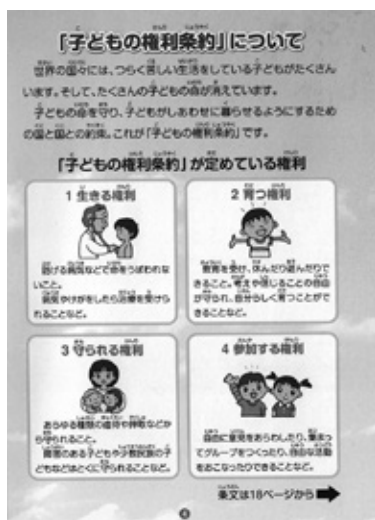 「子どもの権利条約」について
世界の国々には、つらく苦しい生活をしている子どもがたくさん
います。そして、たくさんの子どもの命が消えています。
子どもの命を守り、子どもがしあわせに暮らせるようにするため
の国と国との約束。これが「子どもの権利条約」です。
「子どもの権利条約」が定めている権利
1 生きる権利
防げる病気などで命をうばわれな
いこと。
病気やけがをしたら治療を受けら
れることなど。
2 育つ権利
教育を受け、休んだり遊んだりで
きること。考えや信じることの自由
が守られ、自分らしく育つことがで
きることなど。
3 守られる権利
あらゆる種類の虐待や搾取などか
ら守られること。
障害のある子どもや少数民族の子
どもなどはとくに守られることなど。
4 参加する権利
自由に意見をあらわしたり、集まっ
てグループをつくったり、自由な活動
をおこなったりできることなど。
条文は18ページから